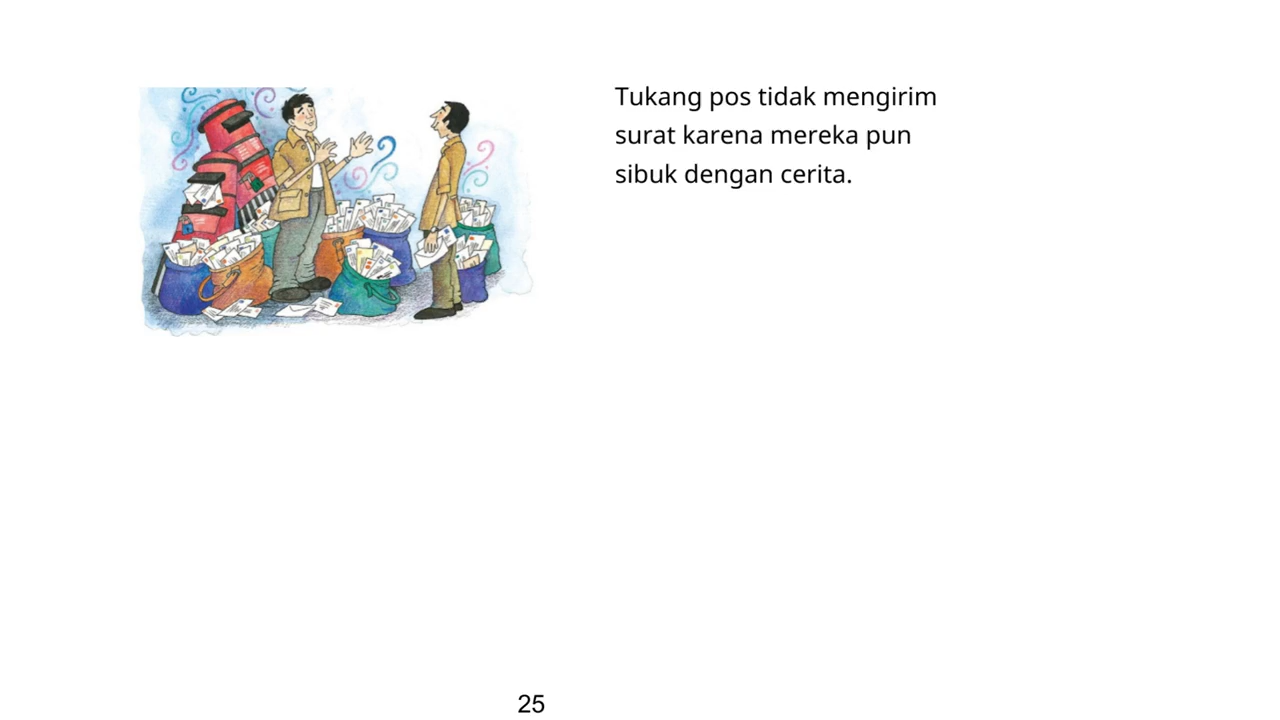 Tukang pos tidak mengirim
surat karena mereka pun
sibuk dengan cerita.
25